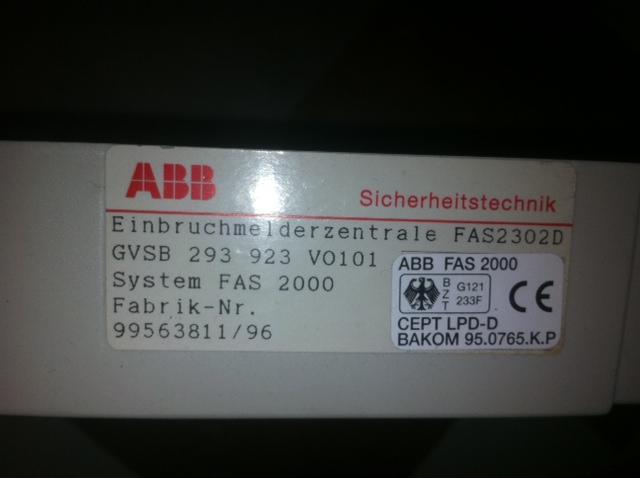 ABB
Sicherheitstechnik
Einbruchmelderzentrale FAS2302D
GVSB 293 923 V0101
System FAS 2000
Fabrik-Nr.
99563811/96
ABB FAS 2000
BZT
G121
233F
CE
CEPT LPD-D
BAKOM 95.0765.K.P